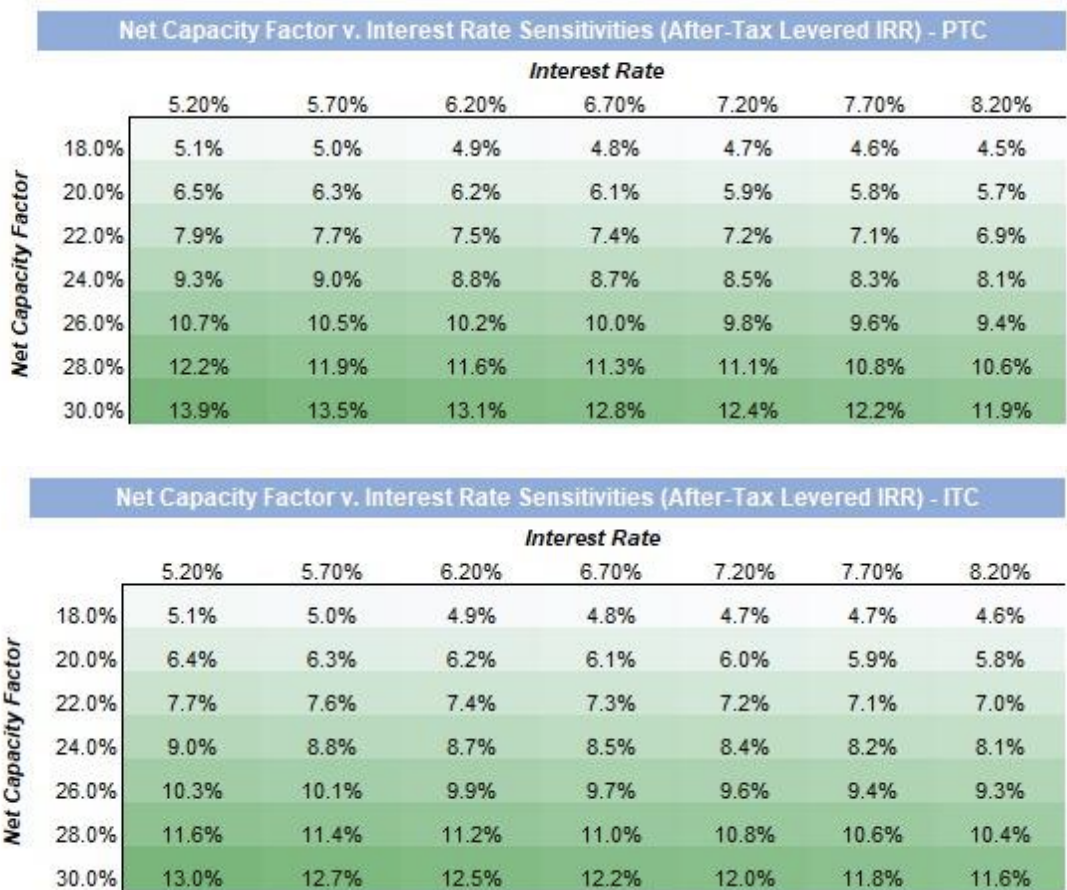 Net Capacity Factor v. Interest Rate Sensitivities (After-Tax Levered IRR) - PTC
Interest Rate
5.20% 5.70% 6.20% 6.70% 7.20% 7.70% 8.20%
Net Capacity Factor
18.0% 5.1% 5.0% 4.9% 4.8% 4.7% 4.6% 4.5%
20.0% 6.5% 6.3% 6.2% 6.1% 5.9% 5.8% 5.7%
22.0% 7.9% 7.7% 7.5% 7.4% 7.2% 7.1% 6.9%
24.0% 9.3% 9.0% 8.8% 8.7% 8.5% 8.3% 8.1%
26.0% 10.7% 10.5% 10.2% 10.0% 9.8% 9.6% 9.4%
28.0% 12.2% 11.9% 11.6% 11.3% 11.1% 10.8% 10.6%
30.0% 13.9% 13.5% 13.1% 12.8% 12.4% 12.2% 11.9%
Net Capacity Factor v. Interest Rate Sensitivities (After-Tax Levered IRR) - ITC
Interest Rate
5.20% 5.70% 6.20% 6.70% 7.20% 7.70% 8.20%
Net Capacity Factor
18.0% 5.1% 5.0% 4.9% 4.8% 4.7% 4.7% 4.6%
20.0% 6.4% 6.3% 6.2% 6.1% 6.0% 5.9% 5.8%
22.0% 7.7% 7.6% 7.4% 7.3% 7.2% 7.1% 7.0%
24.0% 9.0% 8.8% 8.7% 8.5% 8.4% 8.2% 8.1%
26.0% 10.3% 10.1% 9.9% 9.7% 9.6% 9.4% 9.3%
28.0% 11.6% 11.4% 11.2% 11.0% 10.8% 10.6% 10.4%
30.0% 13.0% 12.7% 12.5% 12.2% 12.0% 11.8% 11.6%